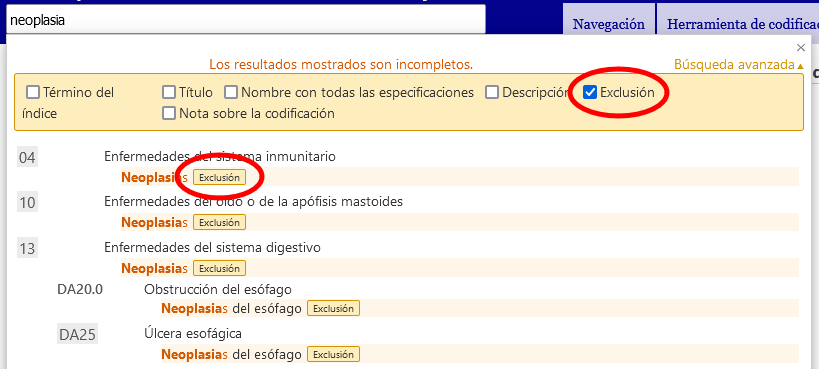 neoplasia
Navegación
Herramienta de codifica
×
Los resultados mostrados son incompletos.
Búsqueda avanzada▲
Término del índice
Título
Nombre con todas las especificaciones
Descripción
Exclusión
Nota sobre la codificación
04 Enfermedades del sistema inmunitario
Neoplasias Exclusión
10 Enfermedades del oído o de la apófisis mastoides
Neoplasias Exclusión
13 Enfermedades del sistema digestivo
Neoplasias Exclusión
DA20.0 Obstrucción del esófago
Neoplasias del esófago Exclusión
DA25 Úlcera esofágica
Neoplasias del esófago Exclusión